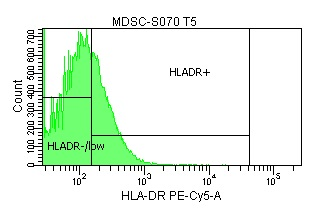 MDSC-S070 T5
Count
0 100 200 300 400 500 600 700
HLADR+
HLADR-/low
10² 10³ 10⁴ 10⁵
HLA-DR PE-Cy5-A